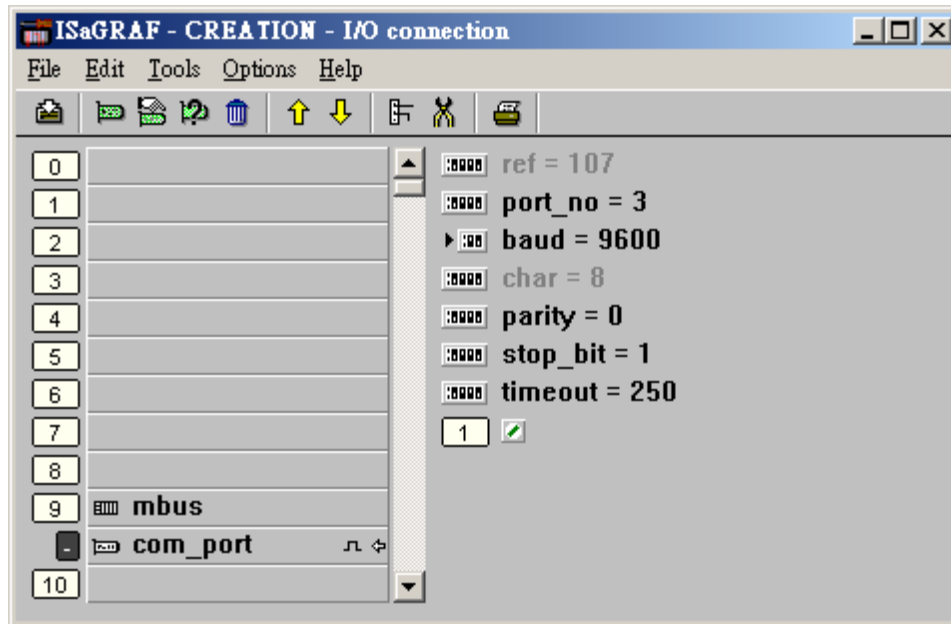 ISaGRAF - CREATION - I/O connection
File Edit Tools Options Help
0
1
2
3
4
5
6
7
8
9 mbus
- com_port
10
ref = 107
port_no = 3
baud = 9600
char = 8
parity = 0
stop_bit = 1
timeout = 250
1